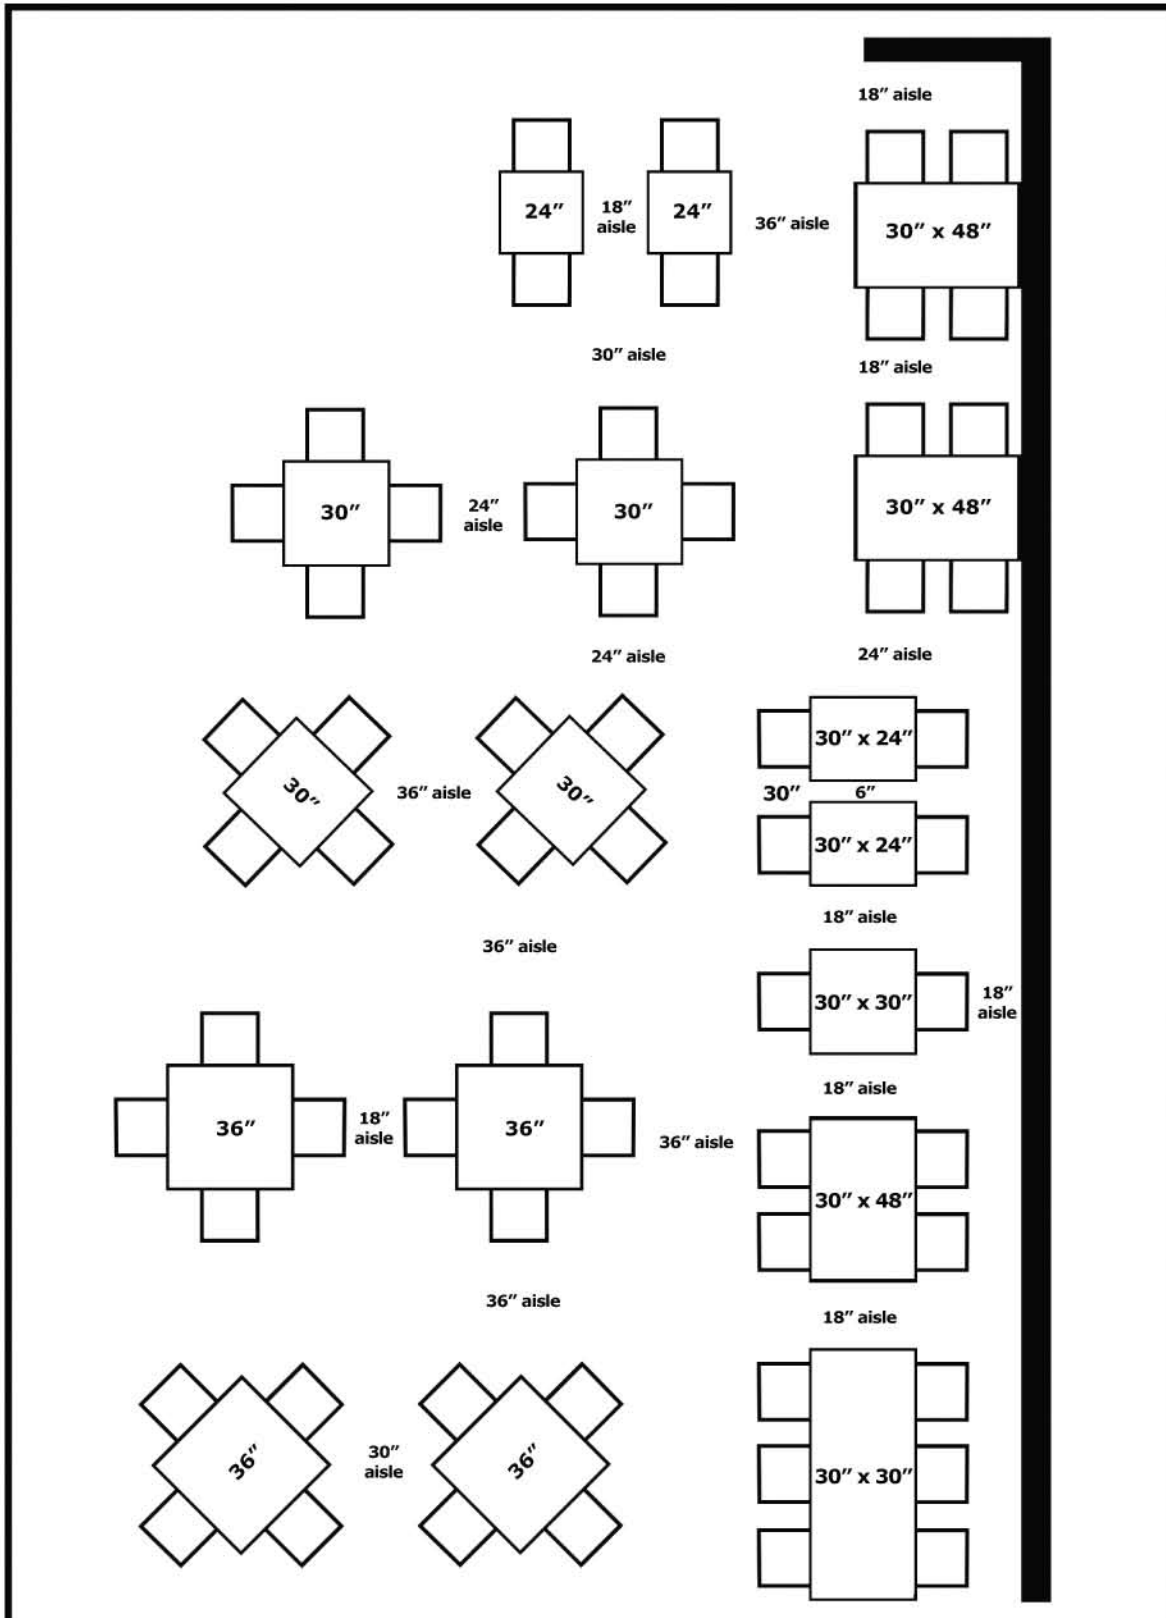 18” aisle
24”
18”
aisle
24”
36” aisle
30” x 48”
30” aisle
18” aisle
30”
24”
aisle
30”
30” x 48”
24” aisle
24” aisle
30”
36” aisle
30”
30” x 24”
30”
6”
30” x 24”
18” aisle
36” aisle
30” x 30”
18”
aisle
18” aisle
36”
18”
aisle
36”
36” aisle
30” x 48”
36” aisle
18” aisle
36”
30”
aisle
36”
30” x 30”